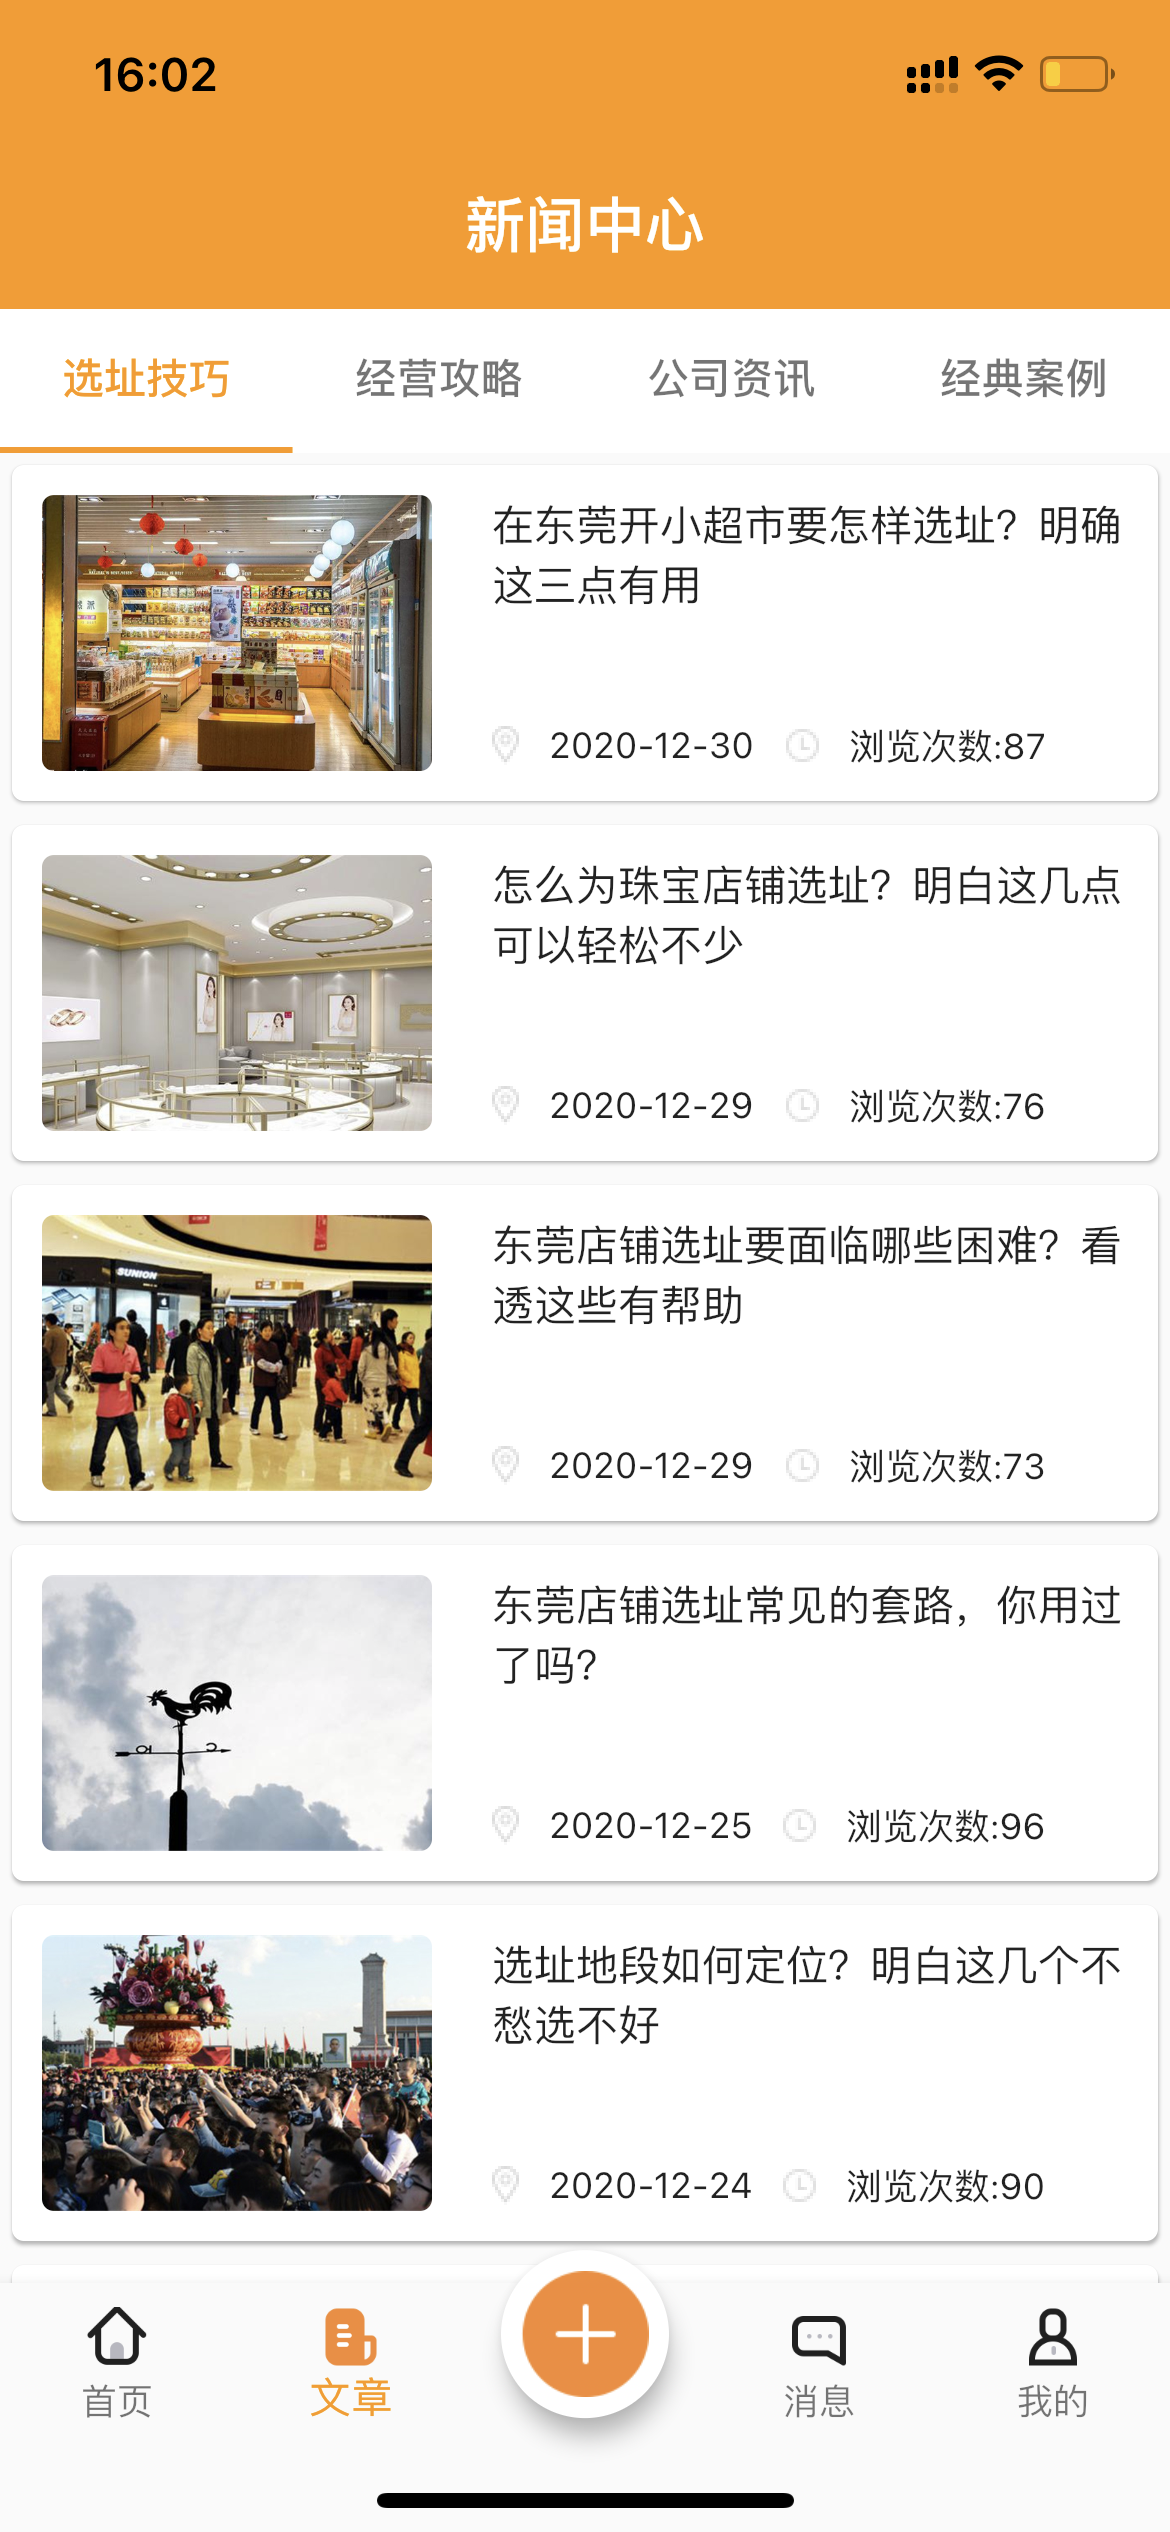 16:02
新闻中心
选址技巧 经营攻略 公司资讯 经典案例
在东莞开小超市要怎样选址？明确
这三点有用
2020-12-30 浏览次数:87
怎么为珠宝店铺选址？明白这几点
可以轻松不少
2020-12-29 浏览次数:76
SUNION
东莞店铺选址要面临哪些困难？看
透这些有帮助
2020-12-29 浏览次数:73
东莞店铺选址常见的套路，你用过
了吗?
2020-12-25 浏览次数:96
选址地段如何定位？明白这几个不
愁选不好
2020-12-24 浏览次数:90
首页 文章 消息 我的